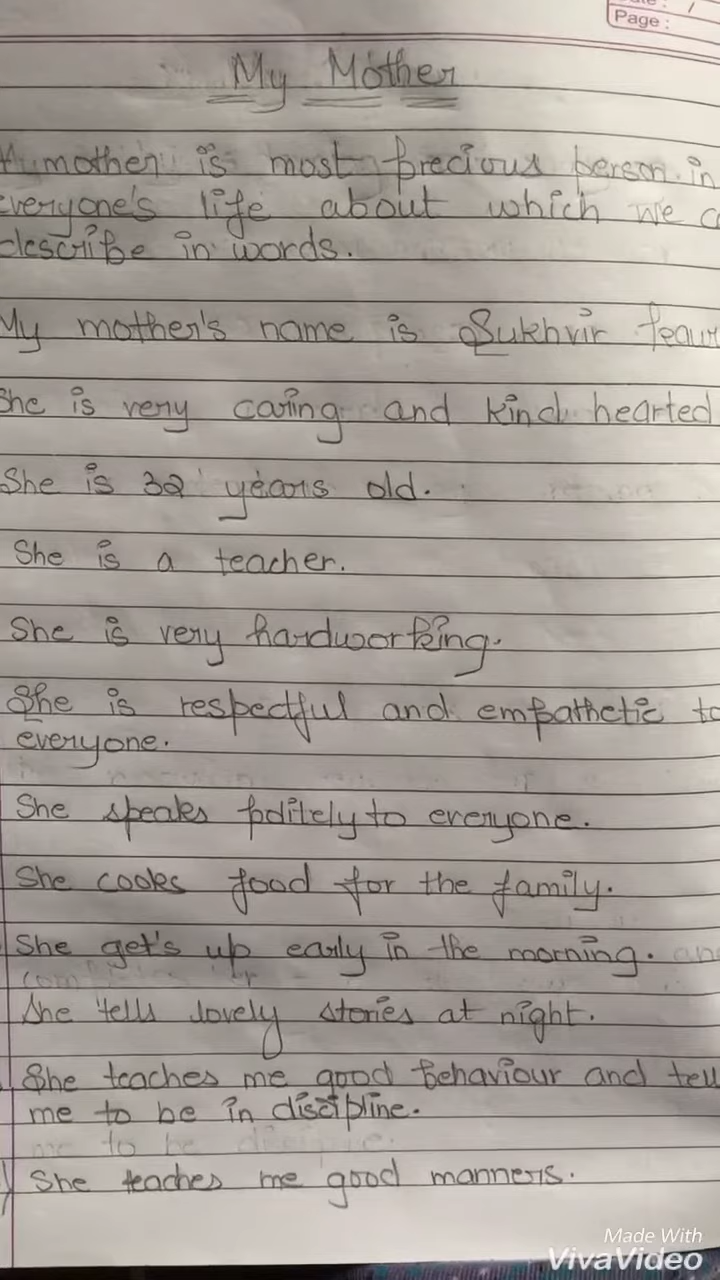 Page :
My Mother
mother is most precious person in
everyone's life about which we
describe in words.
My mother's name is Sukhvir
She is very caring and kind hearted
She is 32 years old.
She is a teacher.
She is very hardworking.
She is respectful and empathetic to
everyone.
She speaks politely to everyone.
She cooks food for the family.
She get's up early in the morning.
She tells lovely stories at night.
She teaches me good behaviour and tell
me to be in discipline.
She teaches me good manners.
Made With
VivaVideo